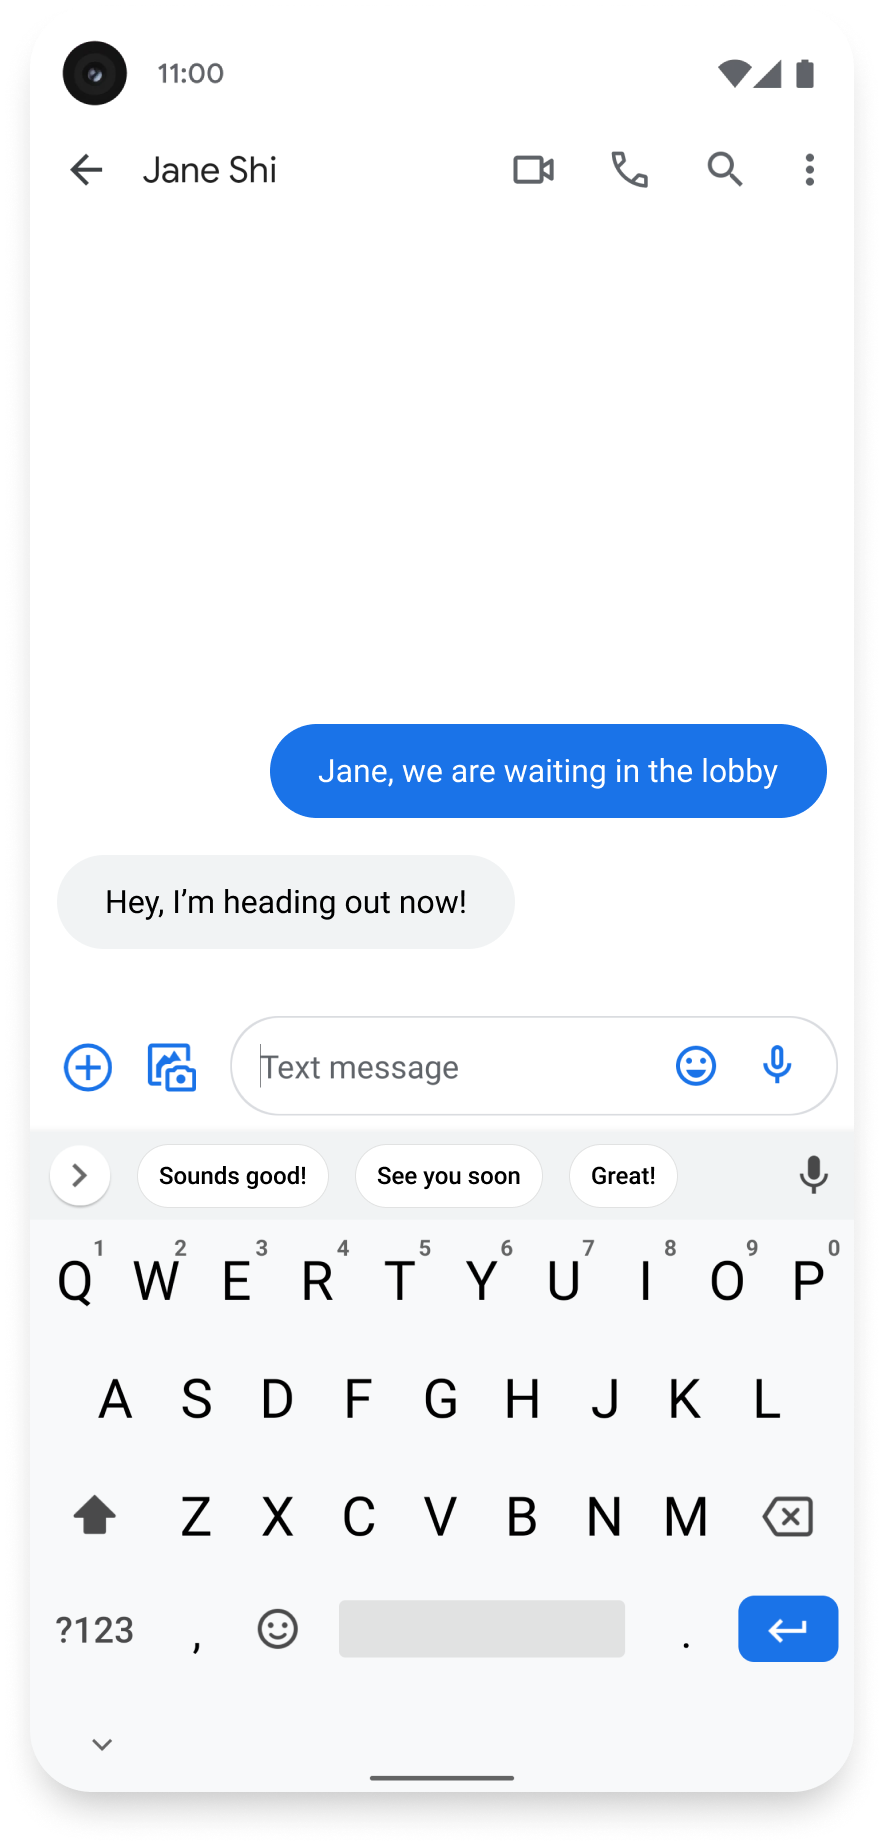 11:00
Jane Shi
Jane, we are waiting in the lobby
Hey, I’m heading out now!
Text message
Sounds good! See you soon Great!
1 2 3 4 5 6 7 8 9 0
Q W E R T Y U I O P
A S D F G H J K L
Z X C V B N M
?123 , .